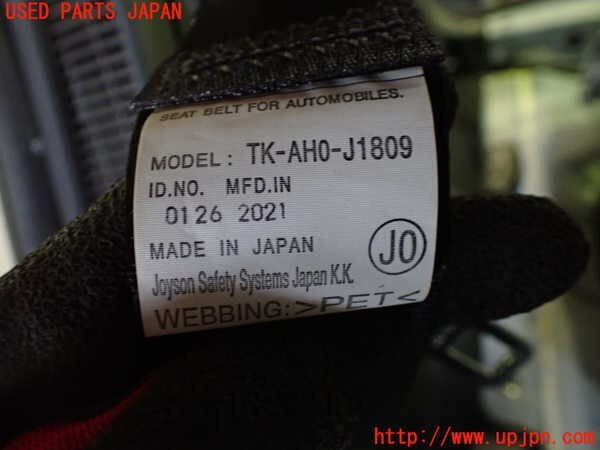 USED PARTS JAPAN
SEAT BELT FOR AUTOMOBILES.
MODEL: TK-AH0-J1809
ID.NO. MFD.IN
0126 2021
MADE IN JAPAN
JO
Joyson Safety Systems Japan K.K.
WEBBING:>PET<
http://www.upjpn.com